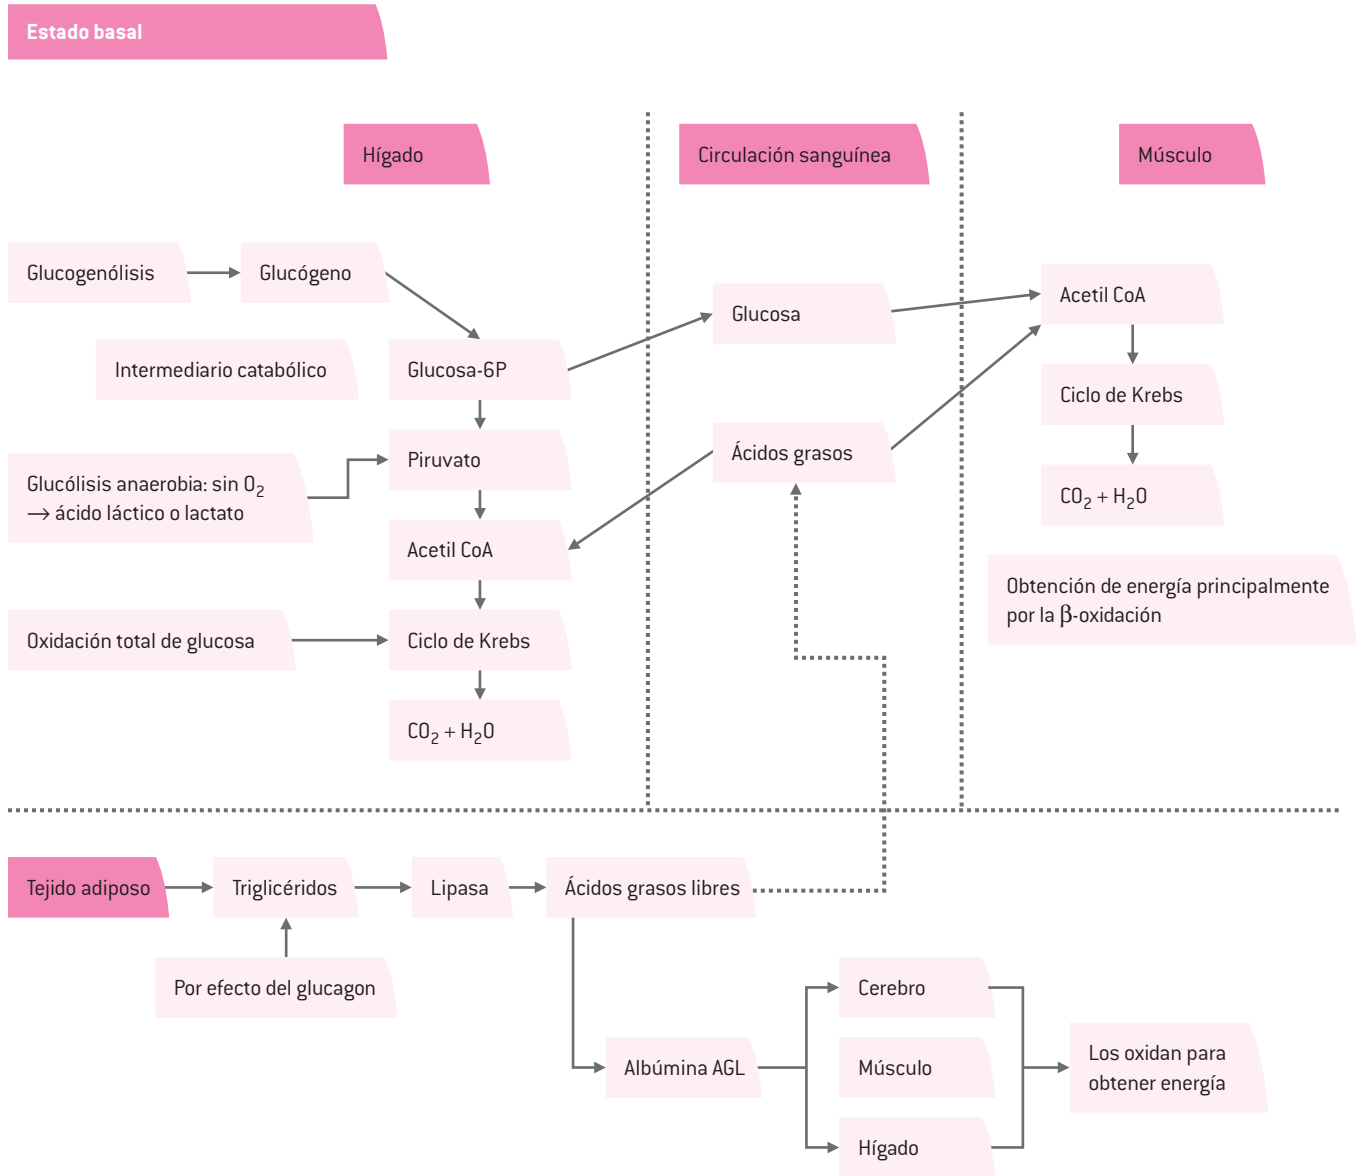 Estado basal
Hígado
Circulación sanguínea
Músculo
Glucogenólisis
Glucógeno
Intermediario catabólico
Glucosa-6P
Glucólisis anaerobia: sin O₂
→ ácido láctico o lactato
Piruvato
Acetil CoA
Oxidación total de glucosa
Ciclo de Krebs
CO₂ + H₂O
Glucosa
Ácidos grasos
Acetil CoA
Ciclo de Krebs
CO₂ + H₂O
Obtención de energía principalmente
por la β-oxidación
Tejido adiposo
Triglicéridos
Lipasa
Ácidos grasos libres
Por efecto del glucagon
Albúmina AGL
Cerebro
Músculo
Hígado
Los oxidan para
obtener energía